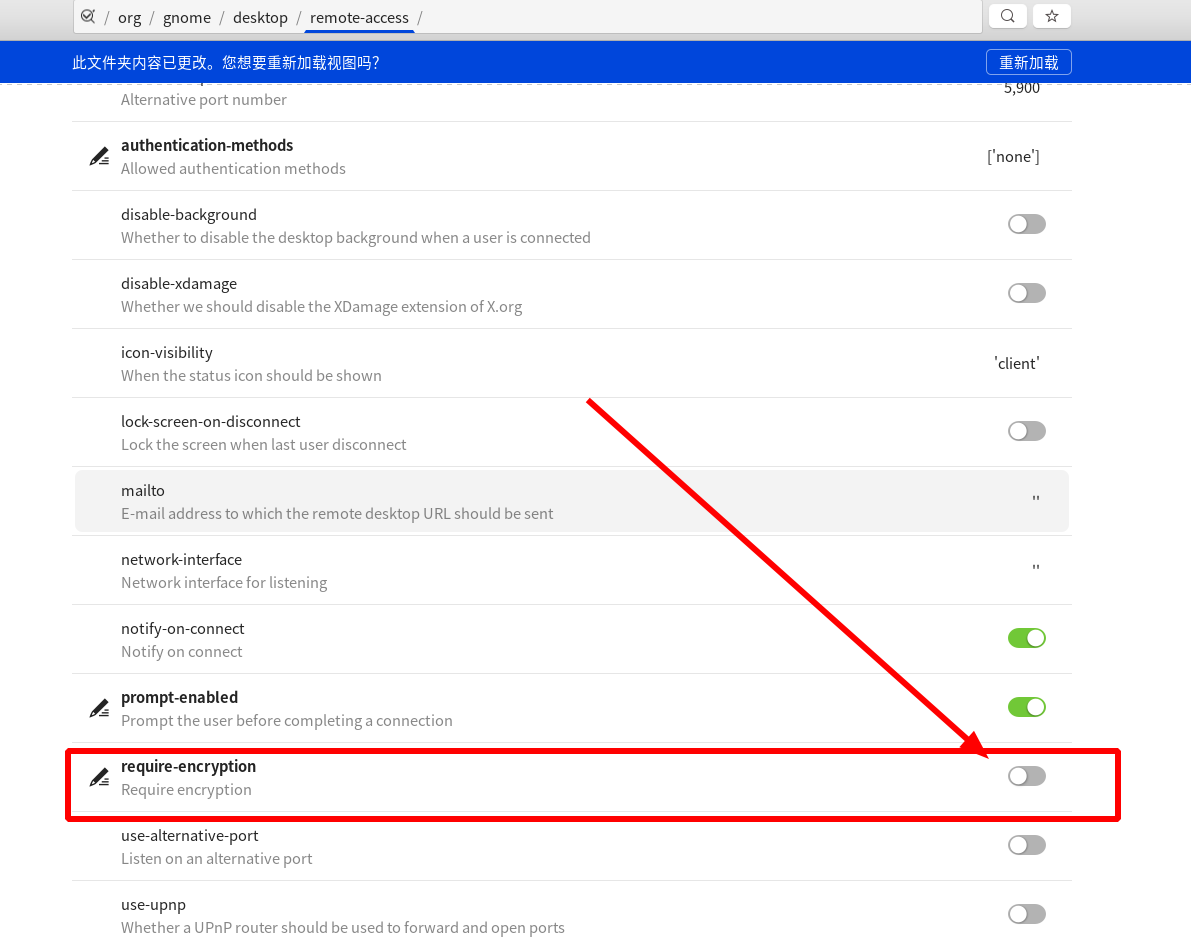 / org / gnome / desktop / remote-access /
此文件夹内容已更改。您想要重新加载视图吗？
重新加载
Alternative port number
5,900
authentication-methods
Allowed authentication methods
['none']
disable-background
Whether to disable the desktop background when a user is connected
disable-xdamage
Whether we should disable the XDamage extension of X.org
icon-visibility
When the status icon should be shown
'client'
lock-screen-on-disconnect
Lock the screen when last user disconnect
mailto
E-mail address to which the remote desktop URL should be sent
''
network-interface
Network interface for listening
''
notify-on-connect
Notify on connect
prompt-enabled
Prompt the user before completing a connection
require-encryption
Require encryption
use-alternative-port
Listen on an alternative port
use-upnp
Whether a UPnP router should be used to forward and open ports